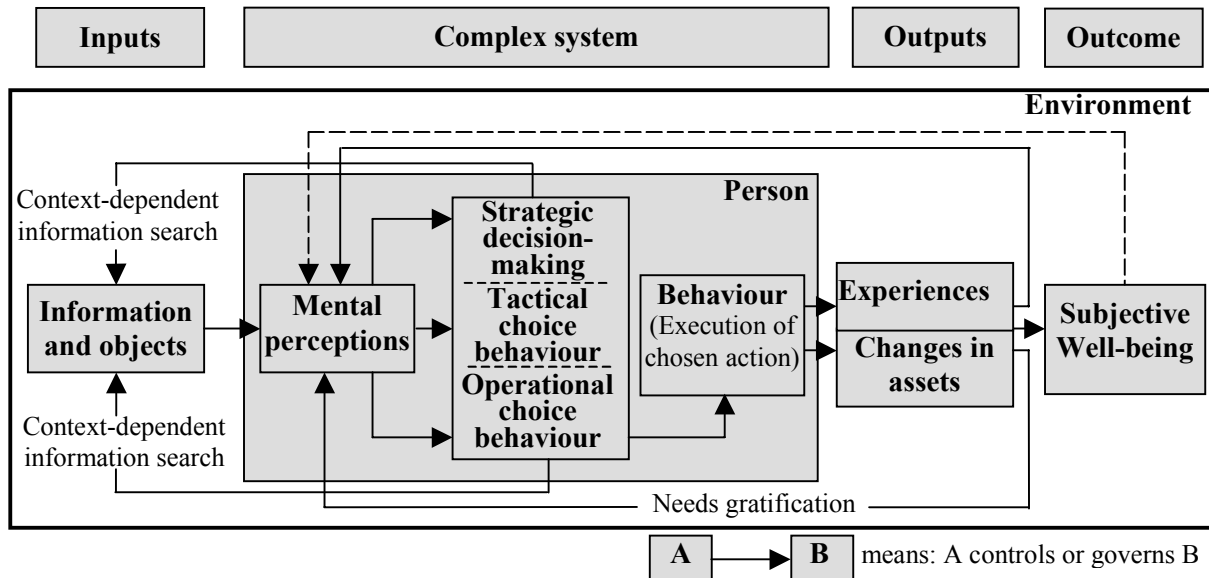 Inputs
Complex system
Outputs
Outcome
Environment
Context-dependent
information search
Person
Information
and objects
Mental
perceptions
Strategic
decision-
making
Tactical
choice
behaviour
Operational
choice
behaviour
Behaviour
(Execution of
chosen action)
Experiences
Changes in
assets
Subjective
Well-being
Context-dependent
information search
Needs gratification
A B means: A controls or governs B